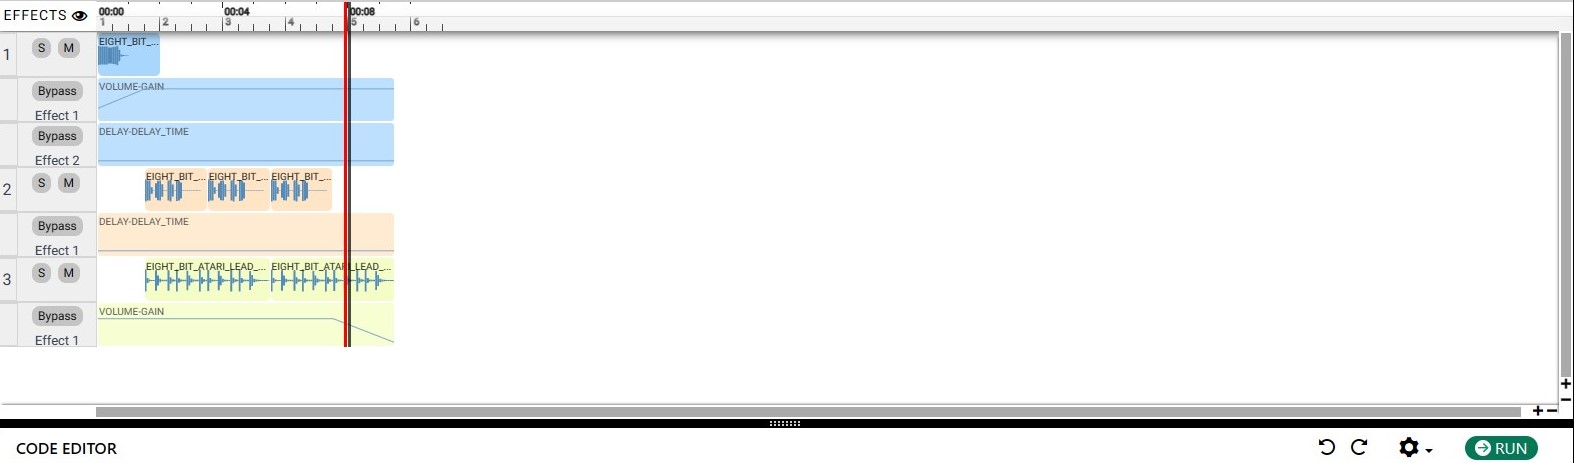 EFFECTS 00:00 00:04 00:08
1 2 3 4 5 6
1 S M EIGHT_BIT_...
Bypass VOLUME-GAIN
Effect 1
Bypass DELAY-DELAY_TIME
Effect 2
2 S M EIGHT_BIT_... EIGHT_BIT_... EIGHT_BIT_...
Bypass DELAY-DELAY_TIME
Effect 1
3 S M EIGHT_BIT_ATARI_LEAD_... EIGHT_BIT_ATARI_LEAD_...
Bypass VOLUME-GAIN
Effect 1
CODE EDITOR RUN